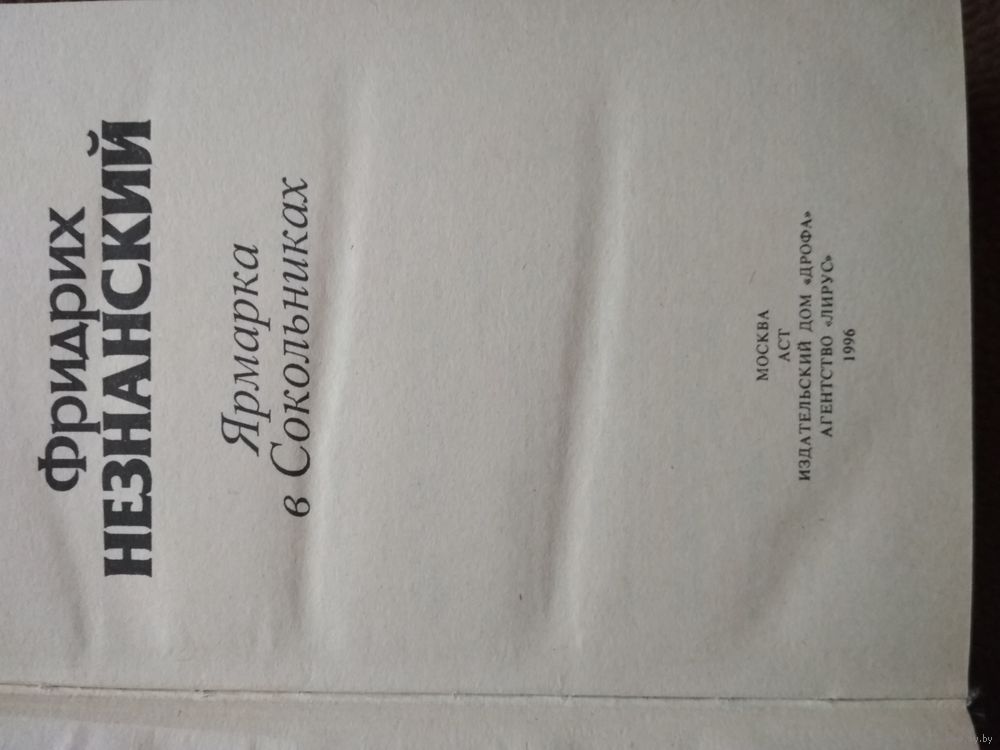 Фридрих
НЕЗНАНСКИЙ
Ярмарка
в Сокольниках
МОСКВА
АСТ
ИЗДАТЕЛЬСКИЙ ДОМ «ДРОФА»
АГЕНТСТВО «ЛИРУС»
1996